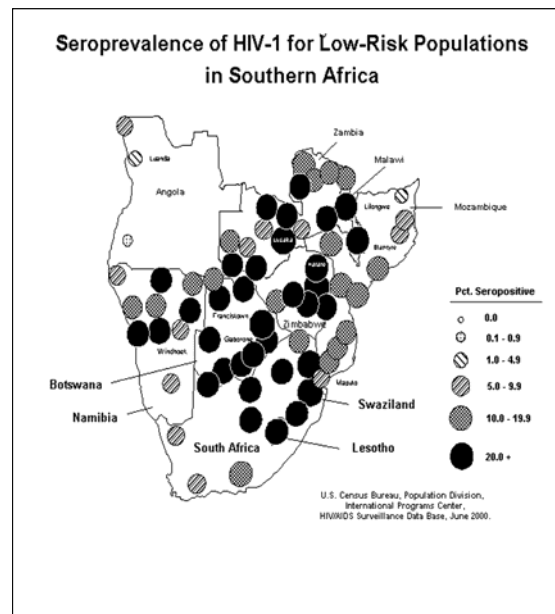 Seroprevalence of HIV-1 for Low-Risk Populations
in Southern Africa
Zambia
Luanda
Malawi
Angola
Lilongwe
Mozambique
Lusaka
Blantyre
Harare
Pct. Seropositive
0.0
0.1 - 0.9
1.0 - 4.9
5.0 - 9.9
10.0 - 19.9
20.0 +
Francistown
Zimbabwe
Gaborone
Windhoek
Maputo
Botswana
Swaziland
Namibia
South Africa
Lesotho
U.S. Census Bureau, Population Division,
International Programs Center,
HIV/AIDS Surveillance Data Base, June 2000.